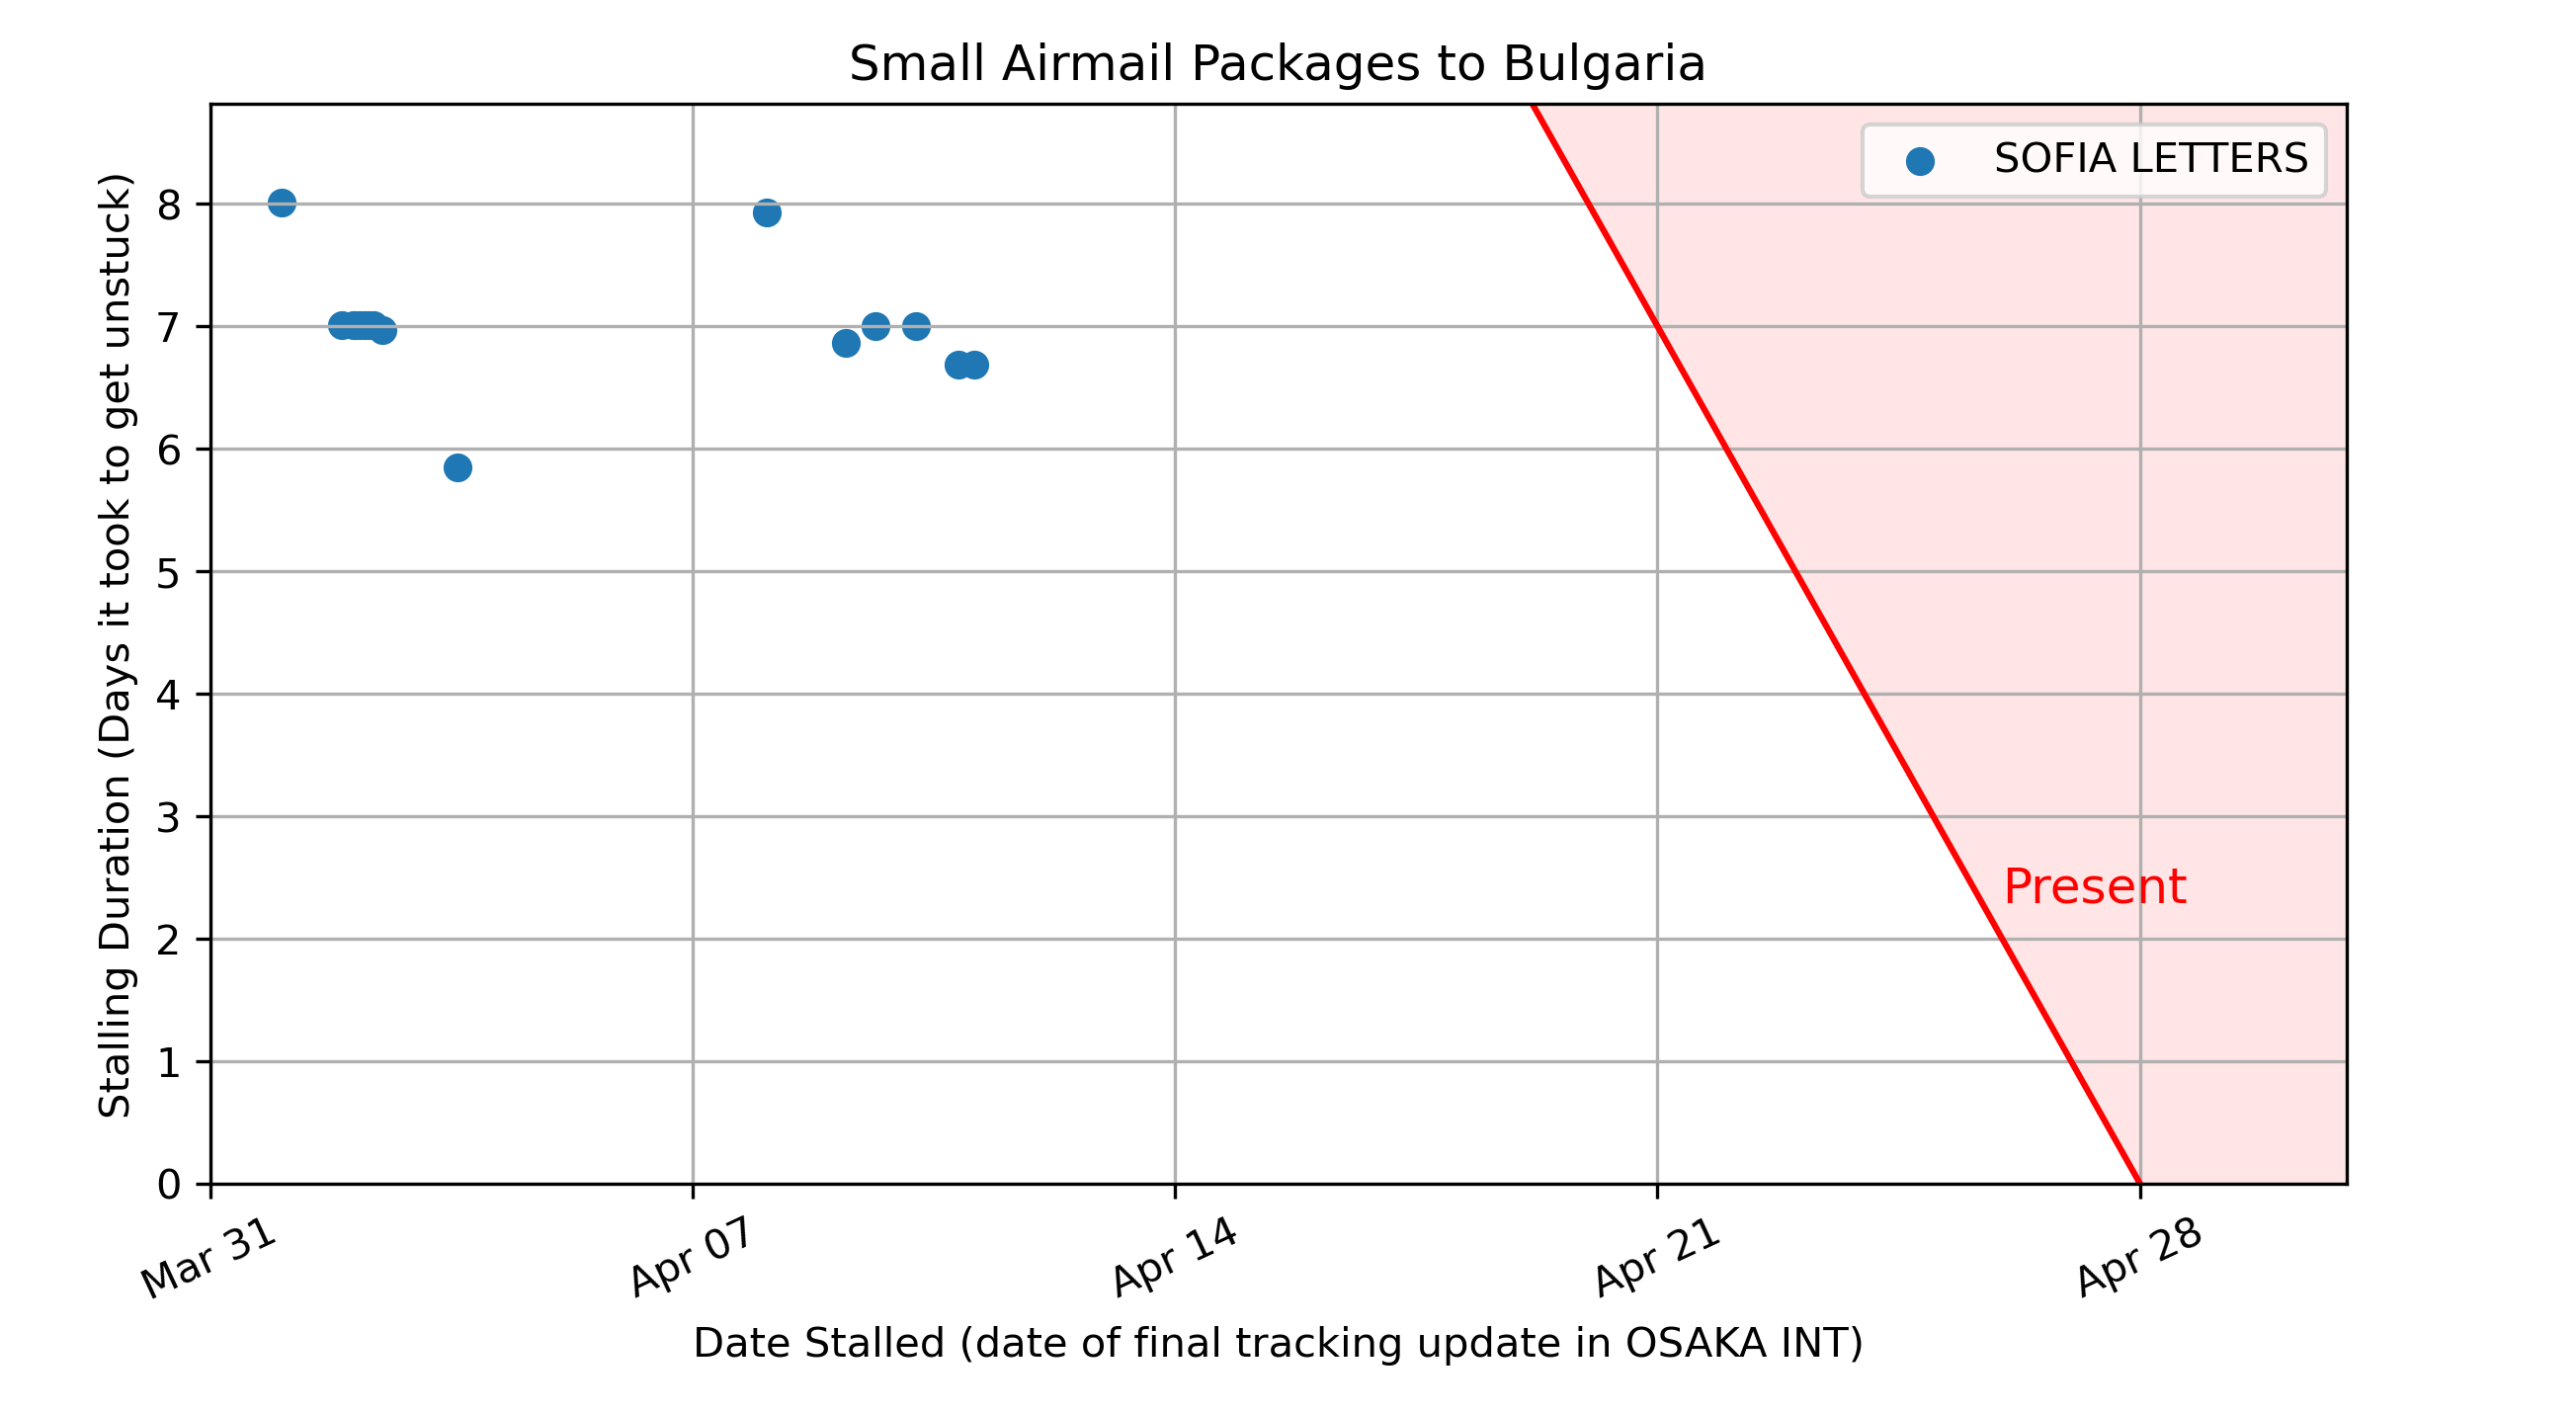 Small Airmail Packages to Bulgaria
SOFIA LETTERS
Stalling Duration (Days it took to get unstuck)
8
7
6
5
4
3
2
1
0
Present
Mar 31
Apr 07
Apr 14
Apr 21
Apr 28
Date Stalled (date of final tracking update in OSAKA INT)